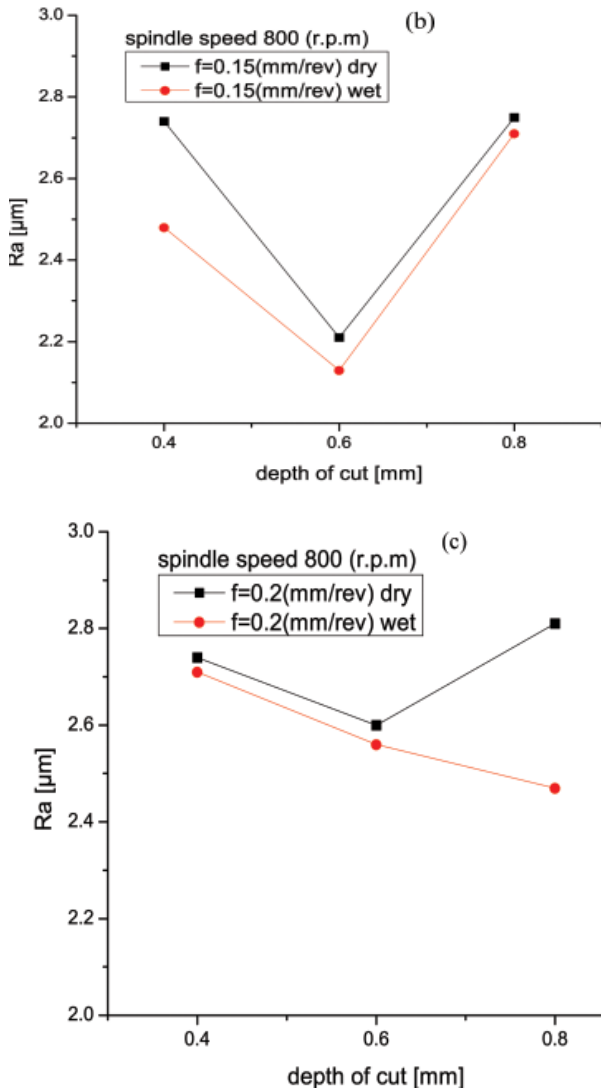 (b)
spindle speed 800 (r.p.m)
f=0.15(mm/rev) dry
f=0.15(mm/rev) wet
3.0
2.8
2.6
2.4
2.2
2.0
Ra [µm]
0.4 0.6 0.8
depth of cut [mm]
(c)
spindle speed 800 (r.p.m)
f=0.2(mm/rev) dry
f=0.2(mm/rev) wet
3.0
2.8
2.6
2.4
2.2
2.0
Ra [µm]
0.4 0.6 0.8
depth of cut [mm]